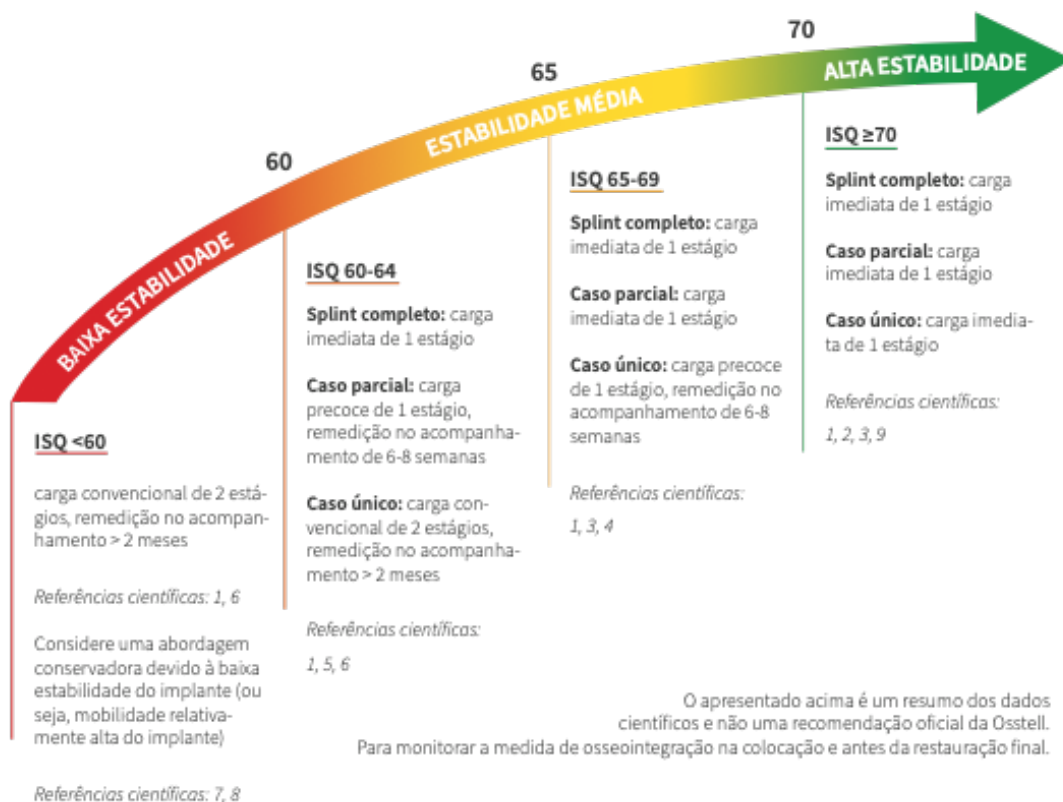 60
65
70
BAIXA ESTABILIDADE
ESTABILIDADE MÉDIA
ALTA ESTABILIDADE
ISQ <60
carga convencional de 2 está-
gios, remedição no acompan-
hamento > 2 meses
Referências científicas: 1, 6
Considere uma abordagem
conservadora devido à baixa
estabilidade do implante (ou
seja, mobilidade relativa-
mente alta do implante)
Referências científicas: 7, 8
ISQ 60-64
Splint completo: carga
imediata de 1 estágio
Caso parcial: carga
precoce de 1 estágio,
remedição no acompanha-
mento de 6-8 semanas
Caso único: carga con-
vencional de 2 estágios,
remedição no acompanha-
mento > 2 meses
Referências científicas:
1, 5, 6
ISQ 65-69
Splint completo: carga
imediata de 1 estágio
Caso parcial: carga
imediata de 1 estágio
Caso único: carga precoce
de 1 estágio, remedição no
acompanhamento de 6-8
semanas
Referências científicas:
1, 3, 4
ISQ ≥70
Splint completo: carga
imediata de 1 estágio
Caso parcial: carga
imediata de 1 estágio
Caso único: carga imedia-
ta de 1 estágio
Referências científicas:
1, 2, 3, 9
O apresentado acima é um resumo dos dados
científicos e não uma recomendação oficial da Osstell.
Para monitorar a medida de osseointegração na colocação e antes da restauração final.